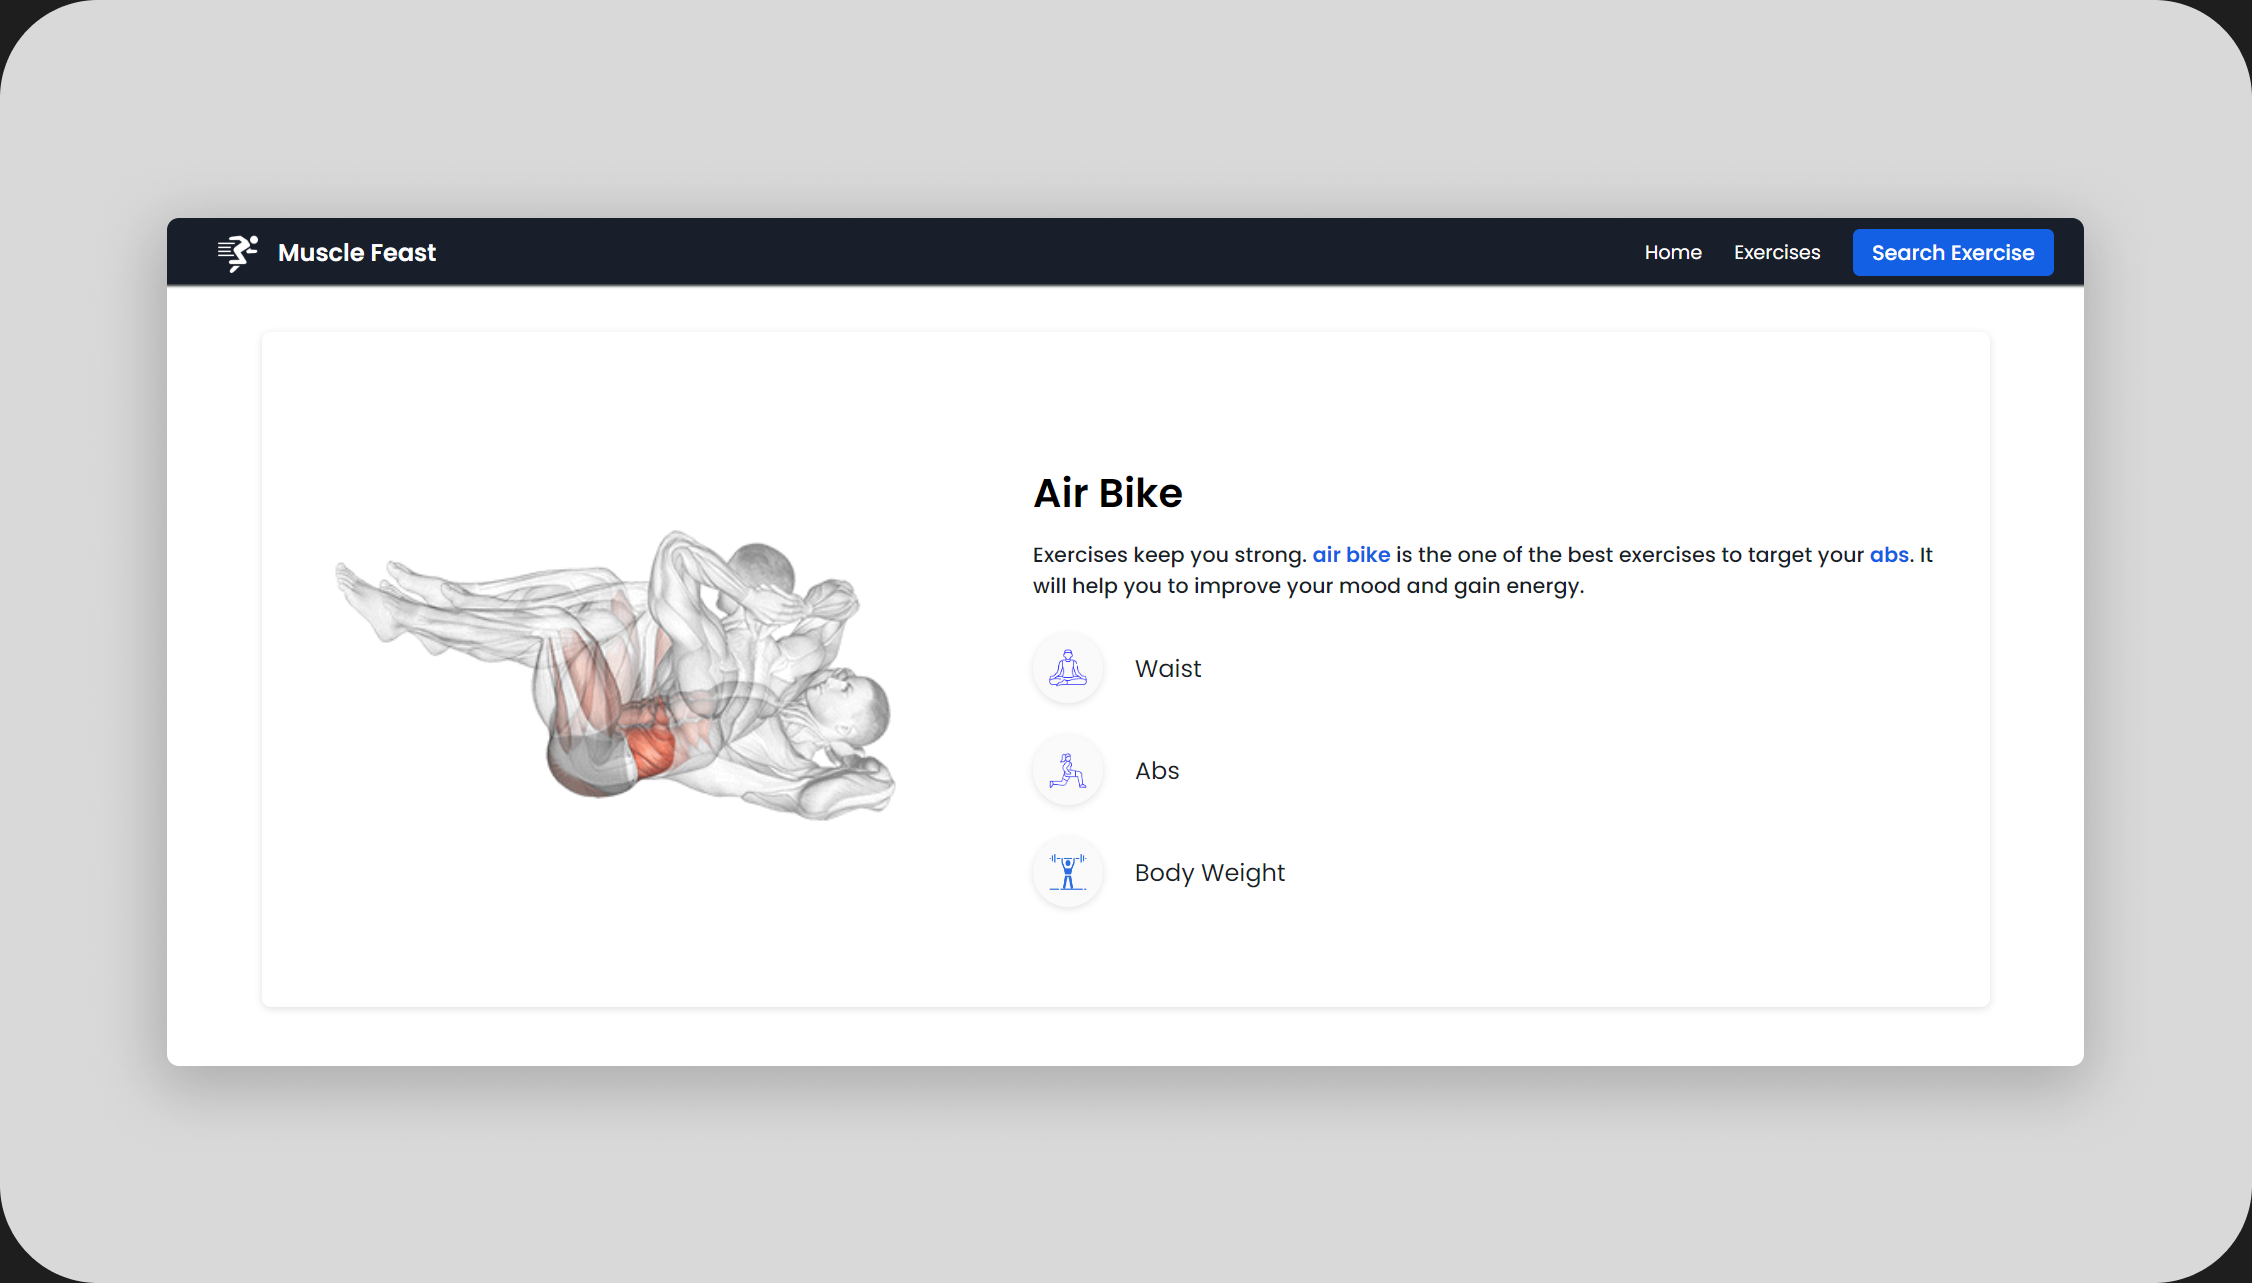 Muscle Feast
Home
Exercises
Search Exercise
Air Bike
Exercises keep you strong. air bike is the one of the best exercises to target your abs. It
will help you to improve your mood and gain energy.
Waist
Abs
Body Weight